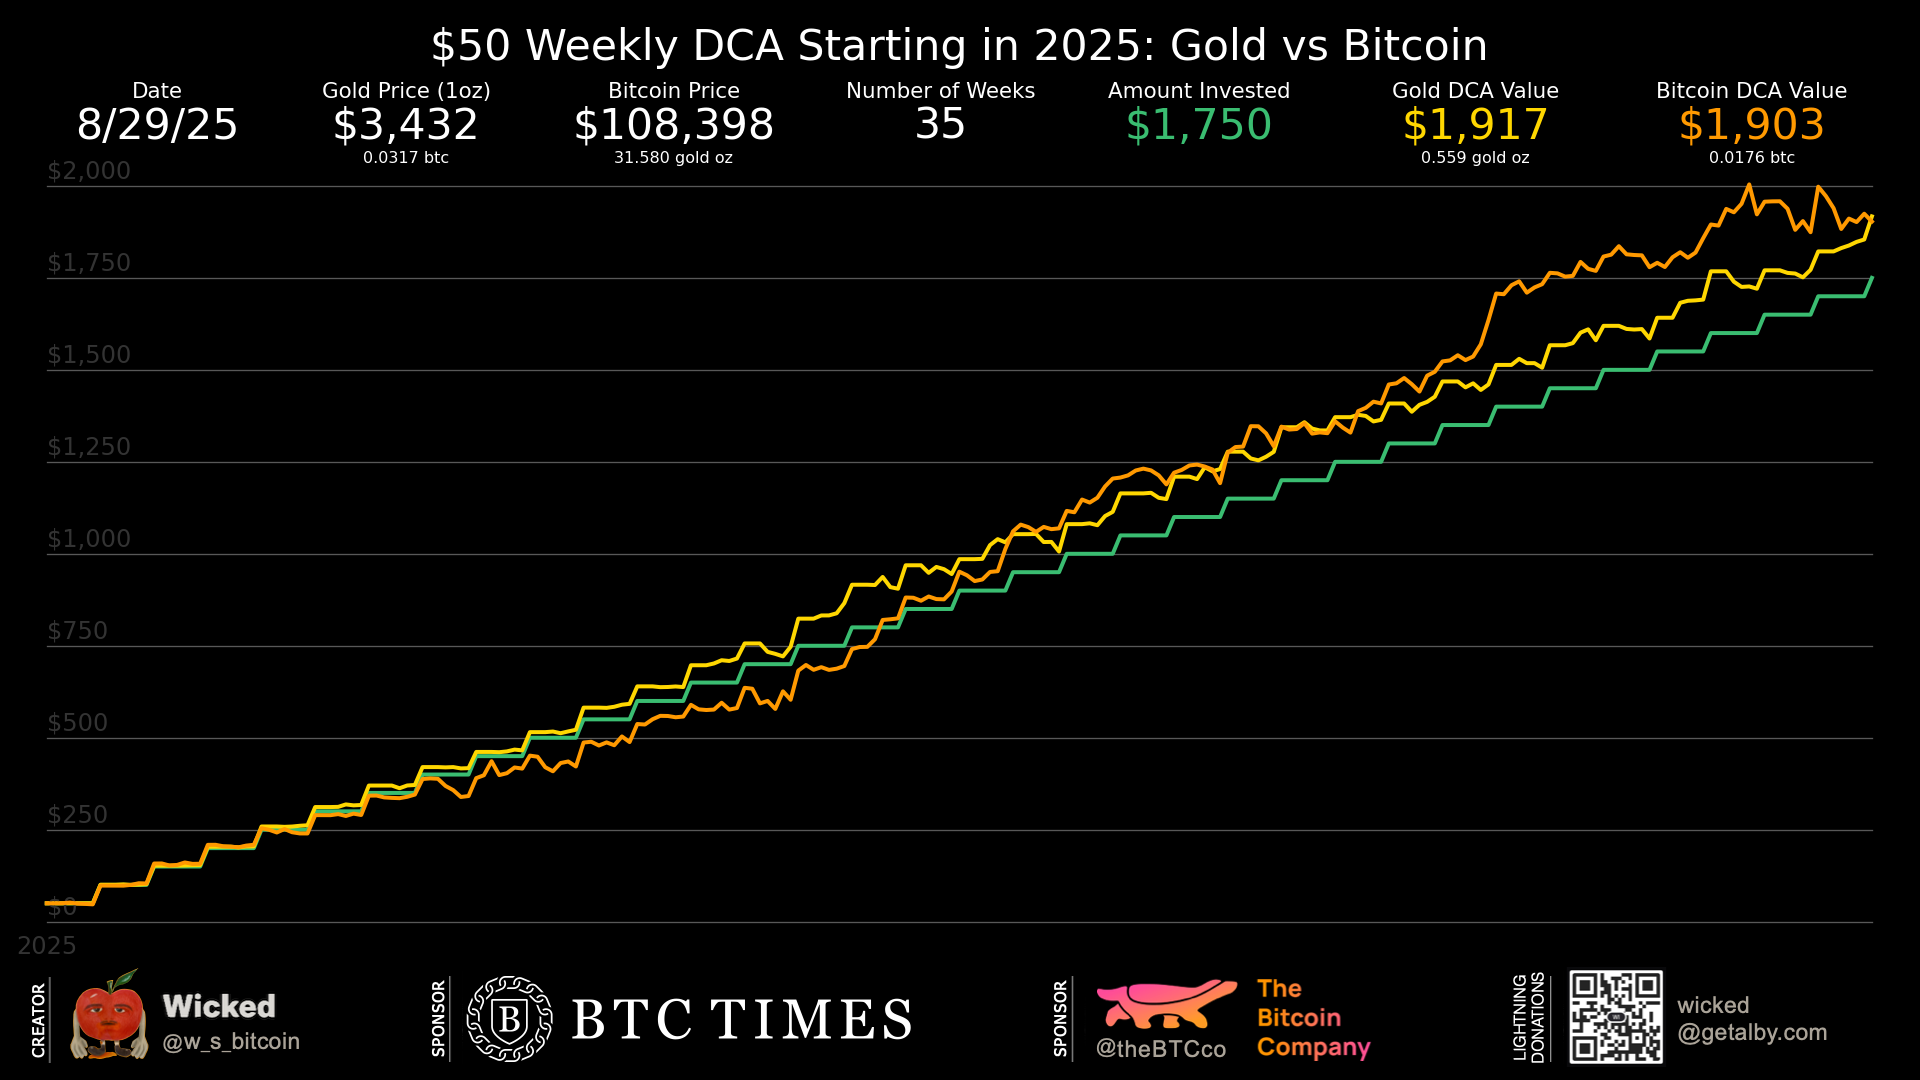 $50 Weekly DCA Starting in 2025: Gold vs Bitcoin
Date
8/29/25
Gold Price (1oz)
$3,432
0.0317 btc
Bitcoin Price
$108,398
31.580 gold oz
Number of Weeks
35
Amount Invested
$1,750
Gold DCA Value
$1,917
0.559 gold oz
Bitcoin DCA Value
$1,903
0.0176 btc
$2,000
$1,750
$1,500
$1,250
$1,000
$750
$500
$250
$0
2025
CREATOR
Wicked
@w_s_bitcoin
SPONSOR
B
BTC TIMES
SPONSOR
@theBTCco
The
Bitcoin
Company
LIGHTNING
DONATIONS
wicked
@getalby.com